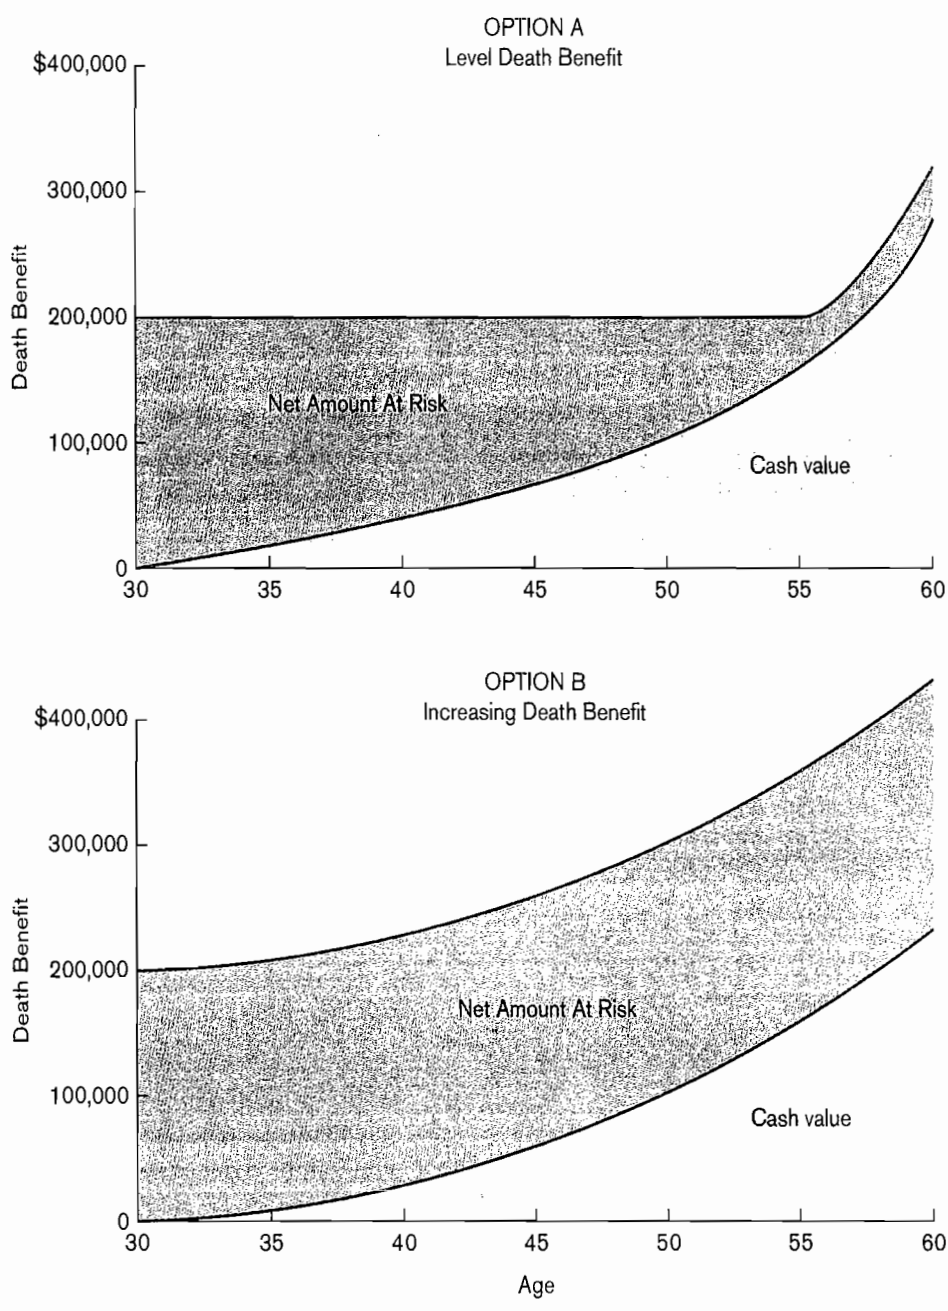 OPTION A
Level Death Benefit
$400,000
300,000
200,000
100,000
0
Death Benefit
Net Amount At Risk
Cash value
30 35 40 45 50 55 60
OPTION B
Increasing Death Benefit
$400,000
300,000
200,000
100,000
0
Death Benefit
Net Amount At Risk
Cash value
30 35 40 45 50 55 60
Age